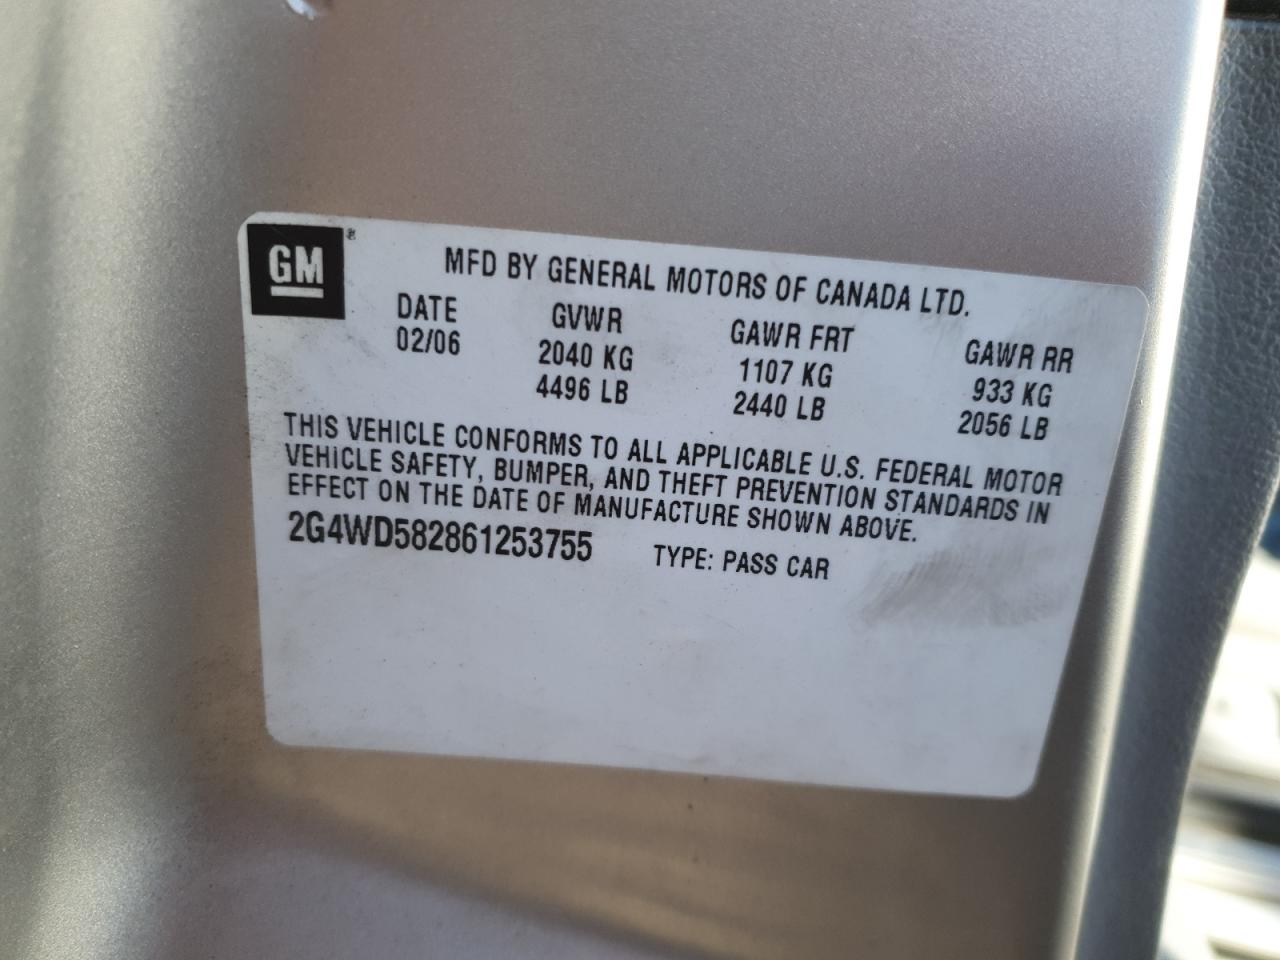 GM®
MFD BY GENERAL MOTORS OF CANADA LTD.
DATE GVWR GAWR FRT GAWR RR
02/06 2040 KG 1107 KG 933 KG
4496 LB 2440 LB 2056 LB
THIS VEHICLE CONFORMS TO ALL APPLICABLE U.S. FEDERAL MOTOR
VEHICLE SAFETY, BUMPER, AND THEFT PREVENTION STANDARDS IN
EFFECT ON THE DATE OF MANUFACTURE SHOWN ABOVE.
2G4WD582861253755 TYPE: PASS CAR